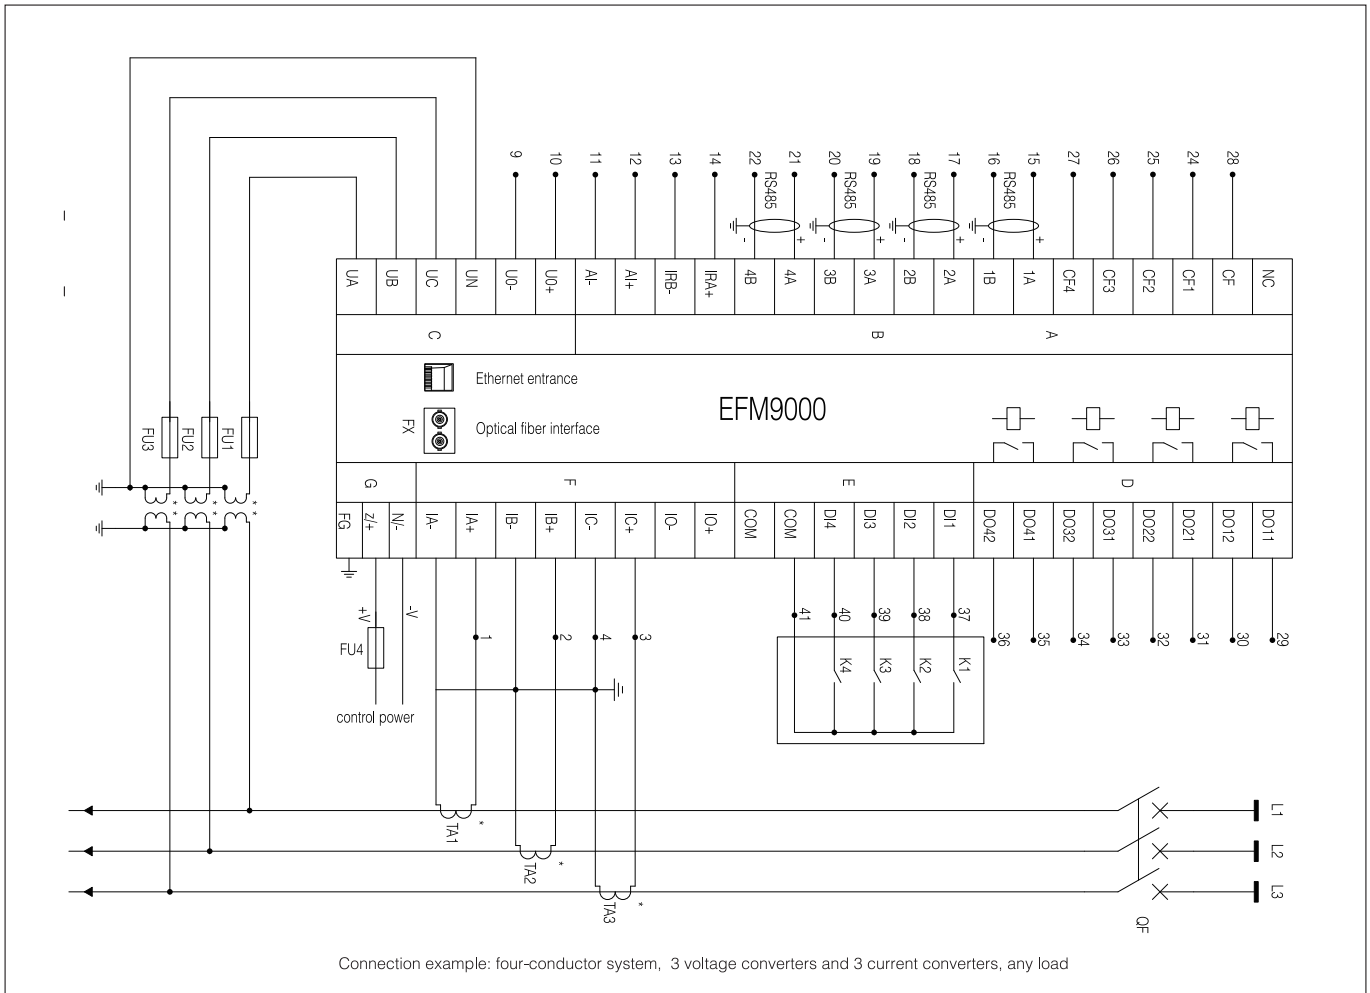 9 10 11 12 13 14 22 21 20 19 18 17 16 15 27 26 25 24 28
RS485 RS485 RS485 RS485
- + - + - + - +
UA UB UC UN U0- U0+ AI- AI+ IRB- IRA+ 4B 4A 3B 3A 2B 2A 1B 1A CF4 CF3 CF2 CF1 CF NC
C B A
Ethernet entrance
EFM9000
FX
Optical fiber interface
FU3 FU2 FU1
G F E D
* * * * * *
FG z/+ N/- IA- IA+ IB- IB+ IC- IC+ IO- IO+ COM COM DI4 DI3 DI2 DI1 DO42 DO41 DO32 DO31 DO22 DO21 DO12 DO11
+V -V
41 40 39 38 37
1 2 4 3
36 35 34 33 32 31 30 29
FU4
K4 K3 K2 K1
control power
L1
TA1 *
L2
TA2 *
L3
TA3 *
QF
Connection example: four-conductor system, 3 voltage converters and 3 current converters, any load